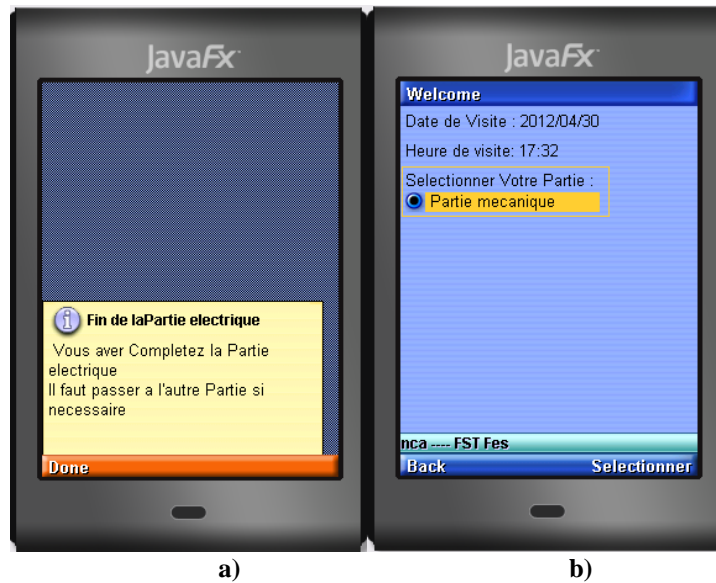 JavaFx
Fin de laPartie electrique
Vous aver Completez la Partie
electrique
Il faut passer a l'autre Partie si
necessaire
Done
a)
JavaFx
Welcome
Date de Visite : 2012/04/30
Heure de visite: 17:32
Selectionner Votre Partie :
Partie mecanique
nca ---- FST Fes
Back Selectionner
b)